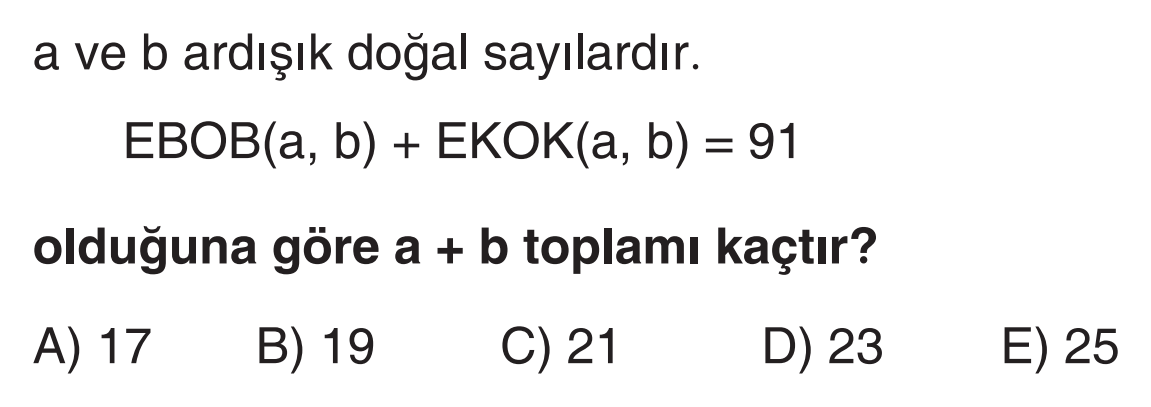 a ve b ardışık doğal sayılardır.
EBOB(a, b) + EKOK(a, b) = 91
olduğuna göre a + b toplamı kaçtır?
A) 17 B) 19 C) 21 D) 23 E) 25